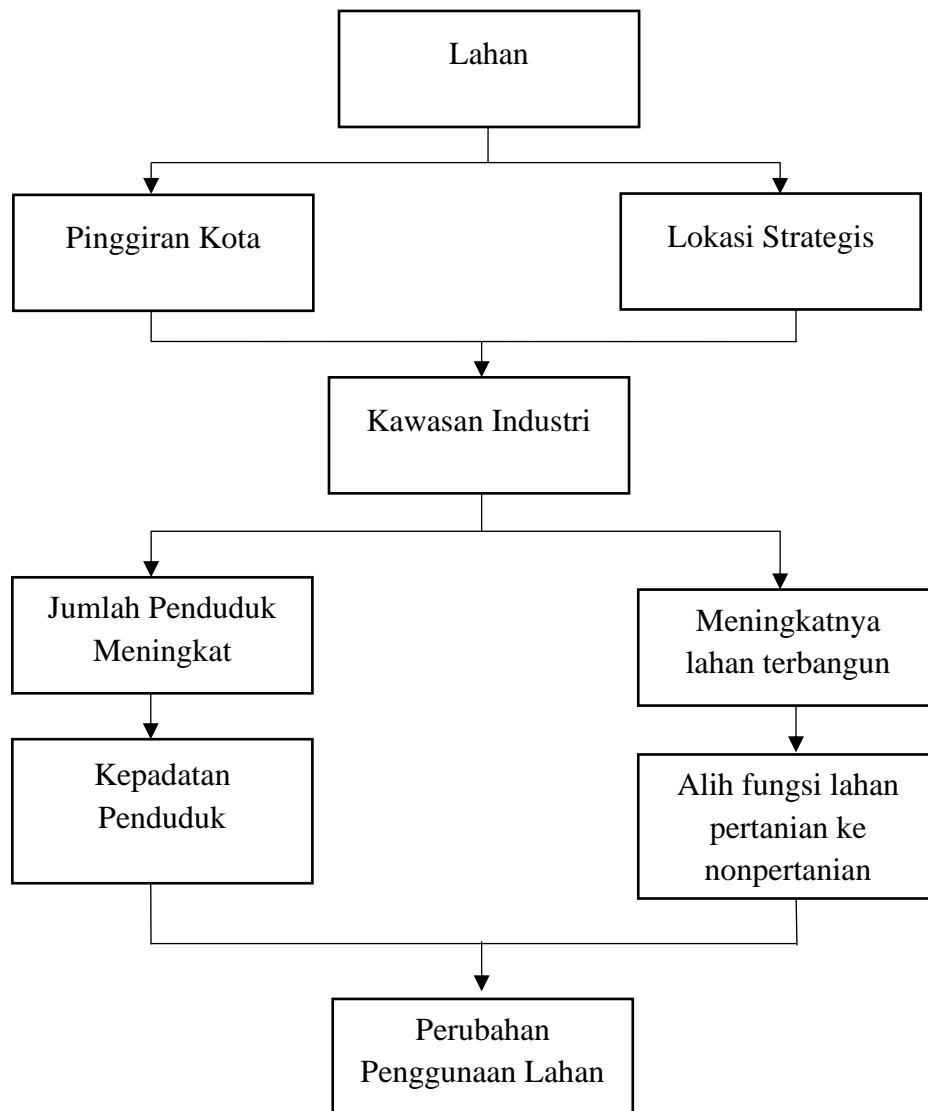 Lahan
Pinggiran Kota
Lokasi Strategis
Kawasan Industri
Jumlah Penduduk
Meningkat
Meningkatnya
lahan terbangun
Kepadatan
Penduduk
Alih fungsi lahan
pertanian ke
nonpertanian
Perubahan
Penggunaan Lahan